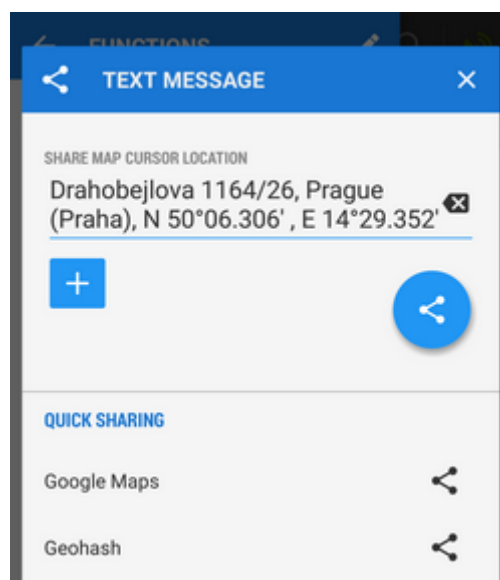 FUNCTIONS
TEXT MESSAGE
SHARE MAP CURSOR LOCATION
Drahobejlova 1164/26, Prague
(Praha), N 50°06.306' , E 14°29.352'
QUICK SHARING
Google Maps
Geohash